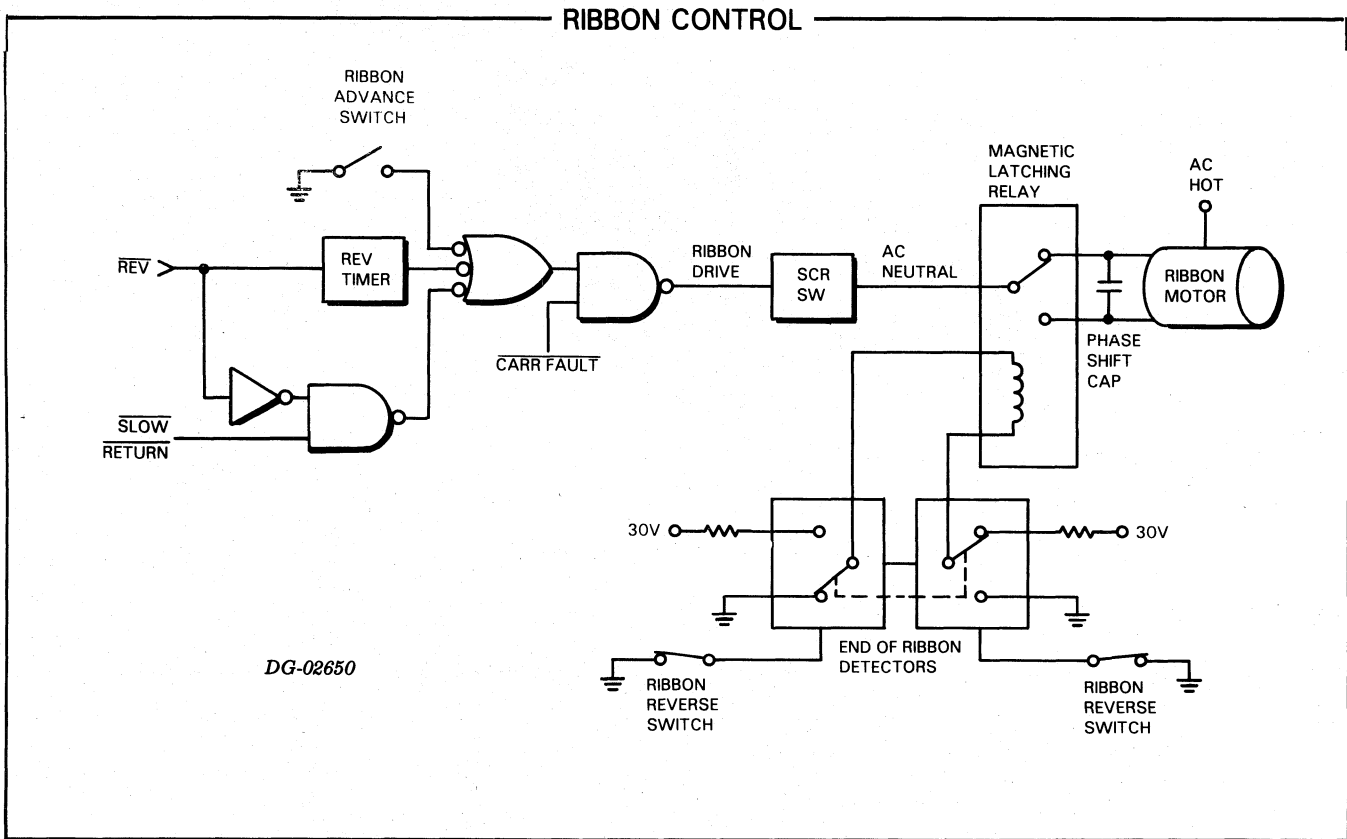 RIBBON CONTROL
RIBBON
ADVANCE
SWITCH
MAGNETIC
LATCHING
RELAY
AC
HOT
REV
REV
TIMER
RIBBON
DRIVE
SCR
SW
AC
NEUTRAL
RIBBON
MOTOR
CARR FAULT
PHASE
SHIFT
CAP
SLOW
RETURN
30V
30V
END OF RIBBON
DETECTORS
DG-02650
RIBBON
REVERSE
SWITCH
RIBBON
REVERSE
SWITCH